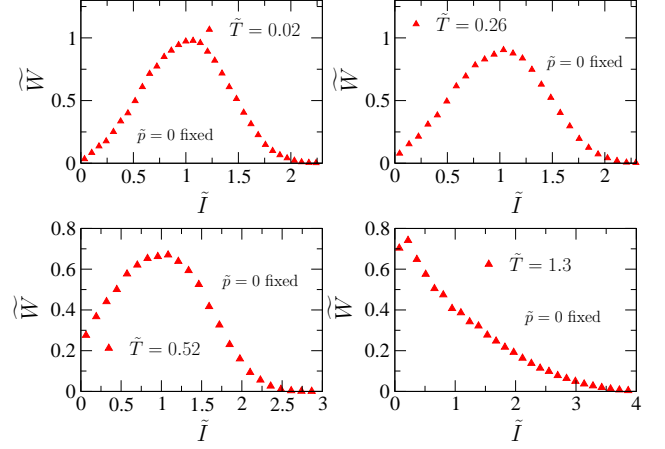 T̃ = 0.02
1
0.5
0
W̃
p̃ = 0 fixed
0 0.5 1 1.5 2
Ĩ
T̃ = 0.26
1
0.5
0
W̃
p̃ = 0 fixed
0 0.5 1 1.5 2
Ĩ
0.8
0.6
0.4
0.2
0
W̃
p̃ = 0 fixed
T̃ = 0.52
0 0.5 1 1.5 2 2.5 3
Ĩ
0.8
0.6
0.4
0.2
0
W̃
T̃ = 1.3
p̃ = 0 fixed
0 1 2 3 4
Ĩ